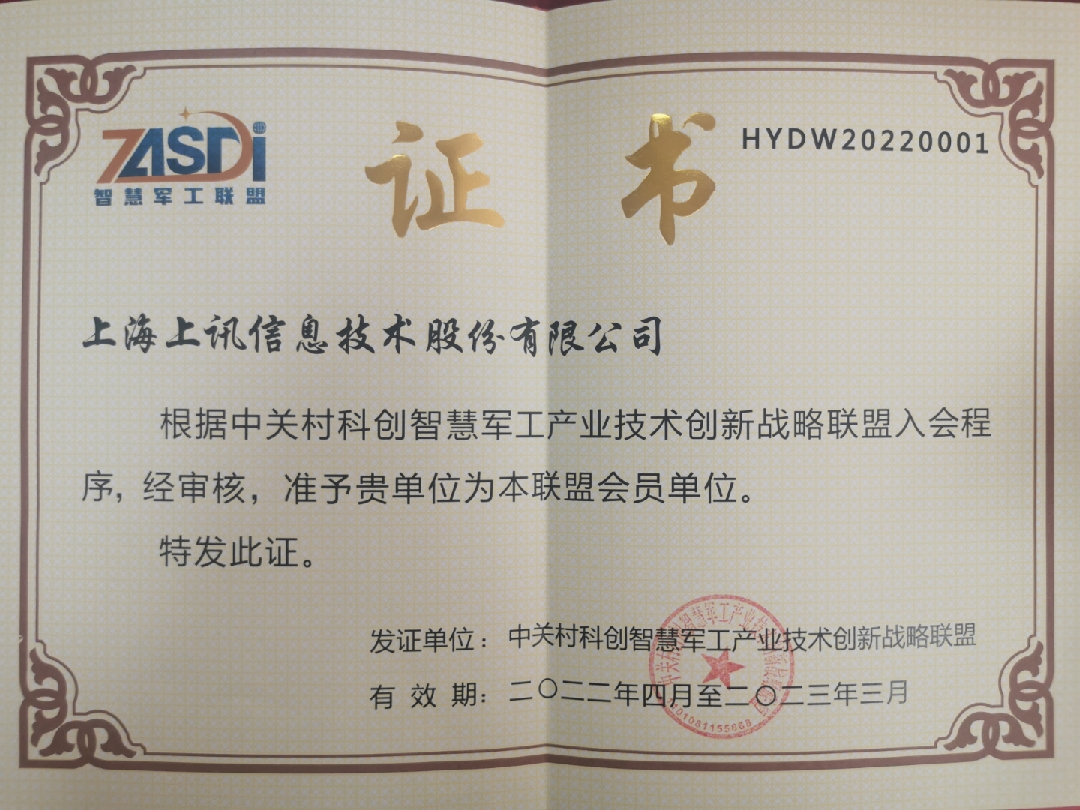 ZASDi
智慧军工联盟
证书
HYDW20220001
上海上讯信息技术股份有限公司
根据中关村科创智慧军工产业技术创新战略联盟入会程
序，经审核，准予贵单位为本联盟会员单位。
特发此证。
发证单位：中关村科创智慧军工产业技术创新战略联盟
有效期：二〇二二年四月至二〇二三年三月